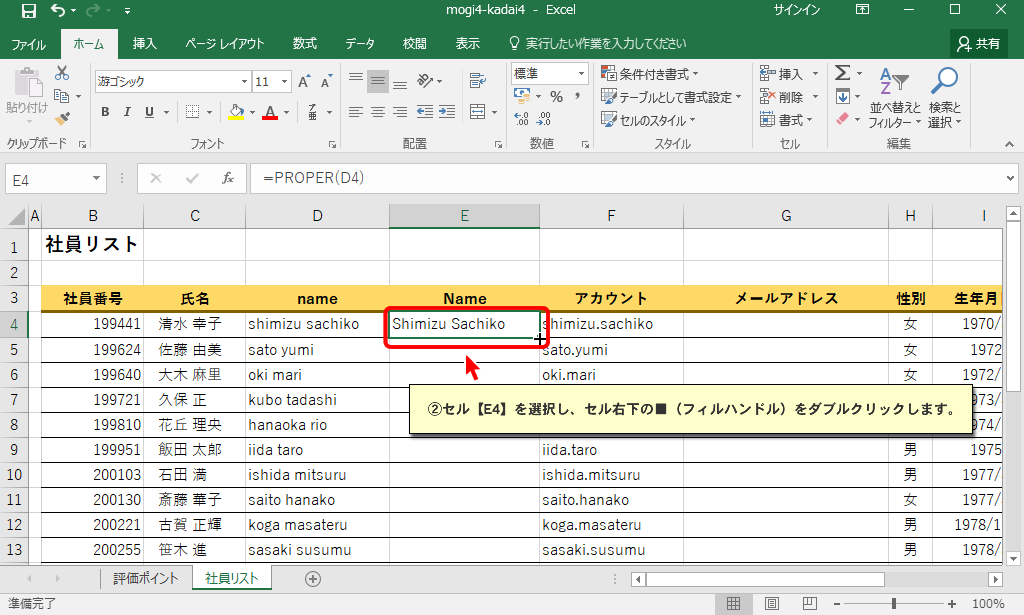 mogi4-kadai4 - Excel
サインイン
ファイル ホーム 挿入 ページ レイアウト 数式 データ 校閲 表示 実行したい作業を入力してください 共有
貼り付け
游ゴシック 11
B I U A
標準
% ,
条件付き書式
テーブルとして書式設定
セルのスタイル
挿入
削除
書式
並べ替えと
フィルター
検索と
選択
クリップボード フォント 配置 数値 スタイル セル 編集
E4 fx =PROPER(D4)
A B C D E F G H I
1 社員リスト
2
3 社員番号 氏名 name Name アカウント メールアドレス 性別 生年月
4 199441 清水 幸子 shimizu sachiko Shimizu Sachiko shimizu.sachiko 女 1970/
5 199624 佐藤 由美 sato yumi sato.yumi 女 1972
6 199640 大木 麻里 oki mari oki.mari 女 1972/
7 199721 久保 正 kubo tadashi 973/
8 199810 花丘 理央 hanaoka rio 974/
②セル【E4】を選択し、セル右下の■（フィルハンドル）をダブルクリックします。
9 199951 飯田 太郎 iida taro iida.taro 男 1975
10 200103 石田 満 ishida mitsuru ishida.mitsuru 男 1977/
11 200130 斎藤 華子 saito hanako saito.hanako 女 1977/
12 200221 古賀 正輝 koga masateru koga.masateru 男 1978/1
13 200255 笹木 進 sasaki susumu sasaki.susumu 男 1978/
評価ポイント 社員リスト
準備完了 100%